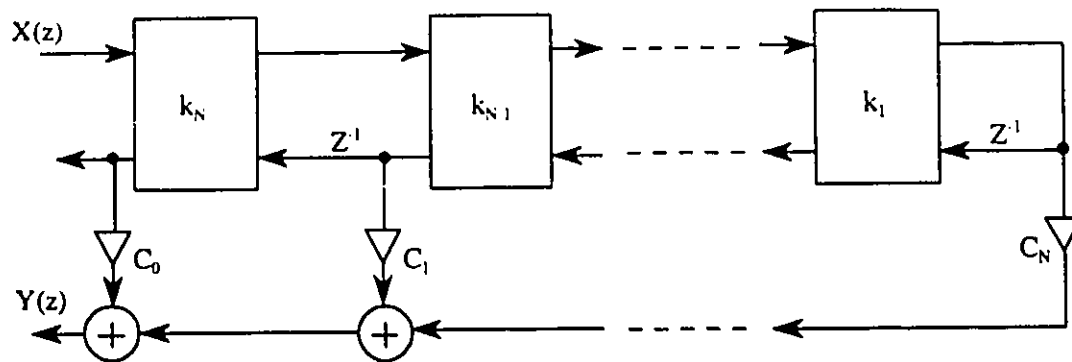 X(z)
k_N
k_{N-1}
k_1
Z^{-1}
Z^{-1}
C_0
C_1
C_N
Y(z)